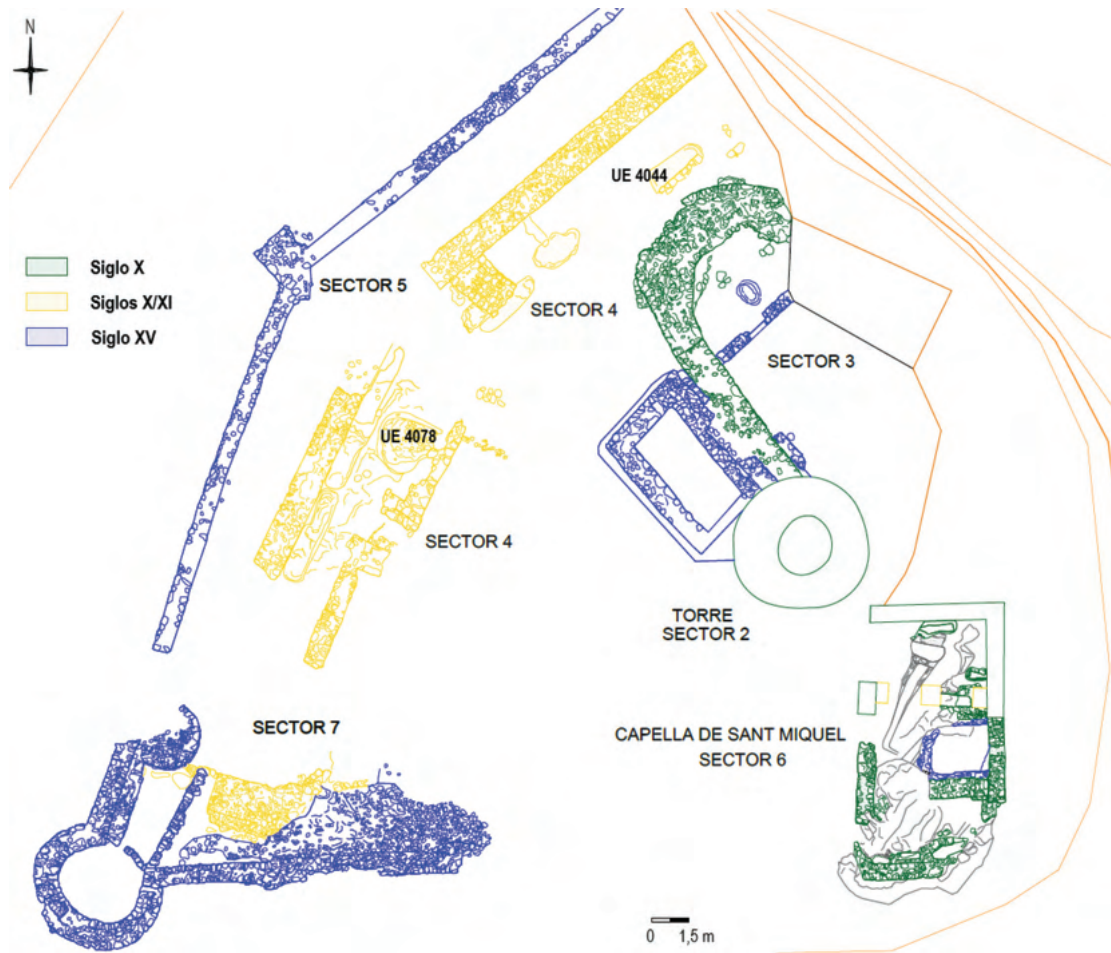 N
UE 4044
Siglo X
Siglos X/XI
Siglo XV
SECTOR 5
SECTOR 4
SECTOR 3
UE 4078
SECTOR 4
TORRE
SECTOR 2
SECTOR 7
CAPELLA DE SANT MIQUEL
SECTOR 6
0 1,5 m